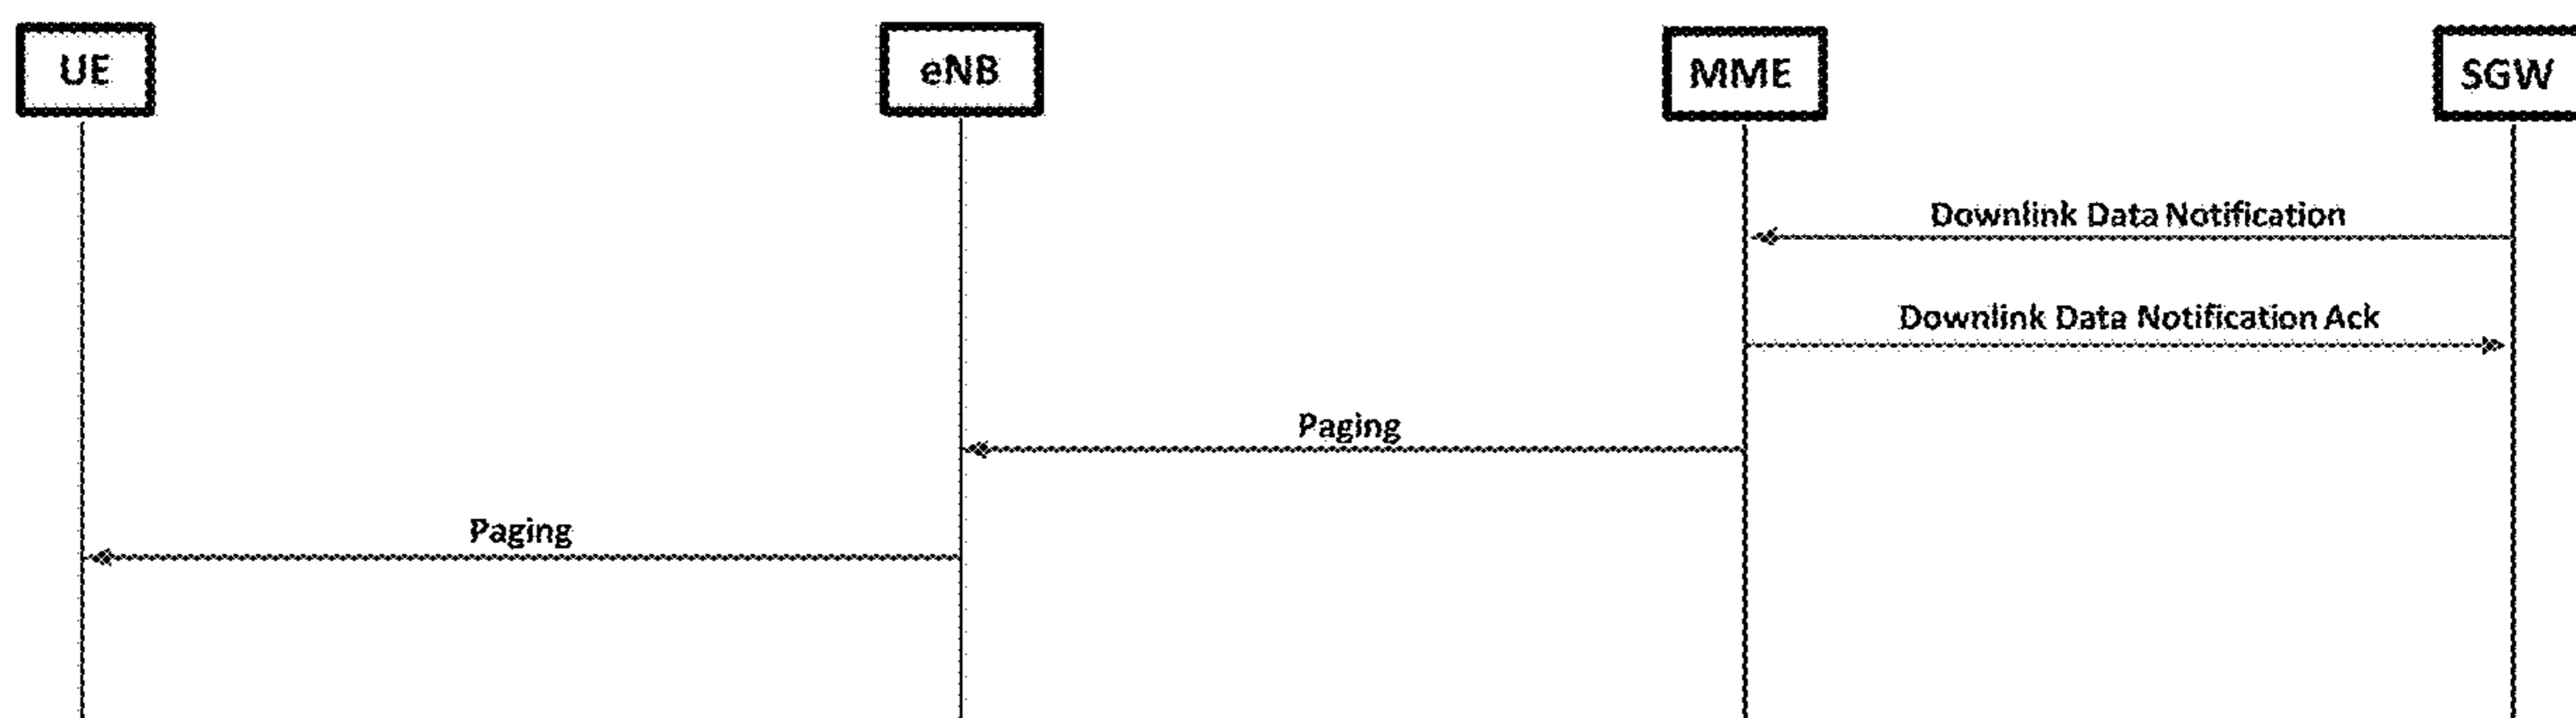 UE
eNB
MME
SGW
Downlink Data Notification
Downlink Data Notification Ack
Paging
Paging